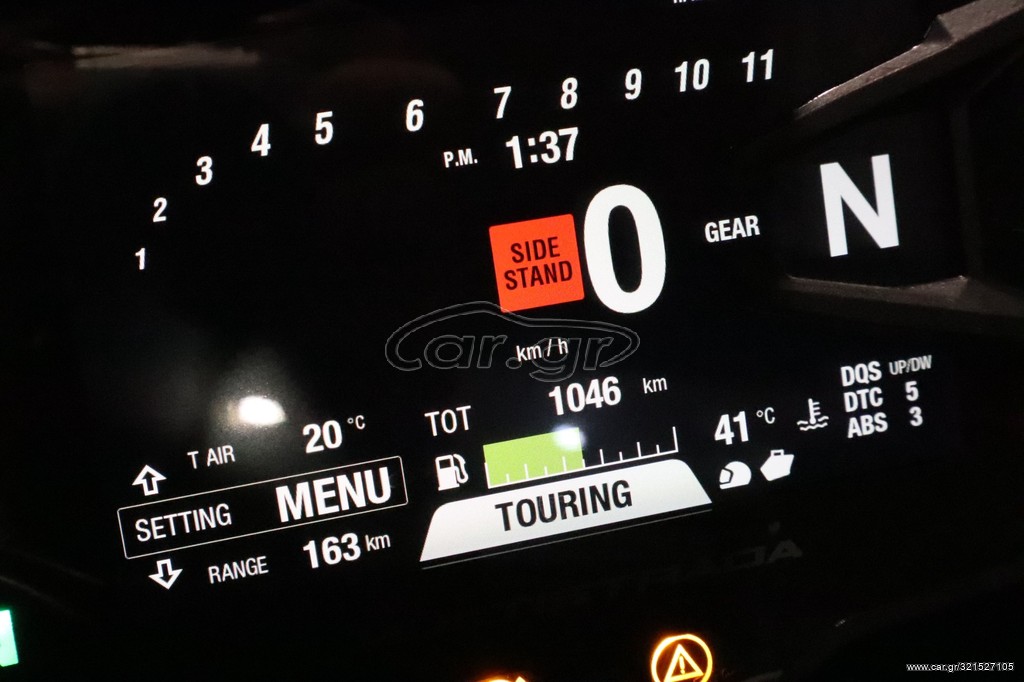 1 2 3 4 5 6 7 8 9 10 11
P.M. 1:37
SIDE
STAND
0
GEAR N
km/h
car.gr
TOT 1046 km
T AIR 20 °C
SETTING MENU
RANGE 163 km
41 °C
TOURING
DQS UP/DW
DTC 5
ABS 3
www.car.gr/321527105